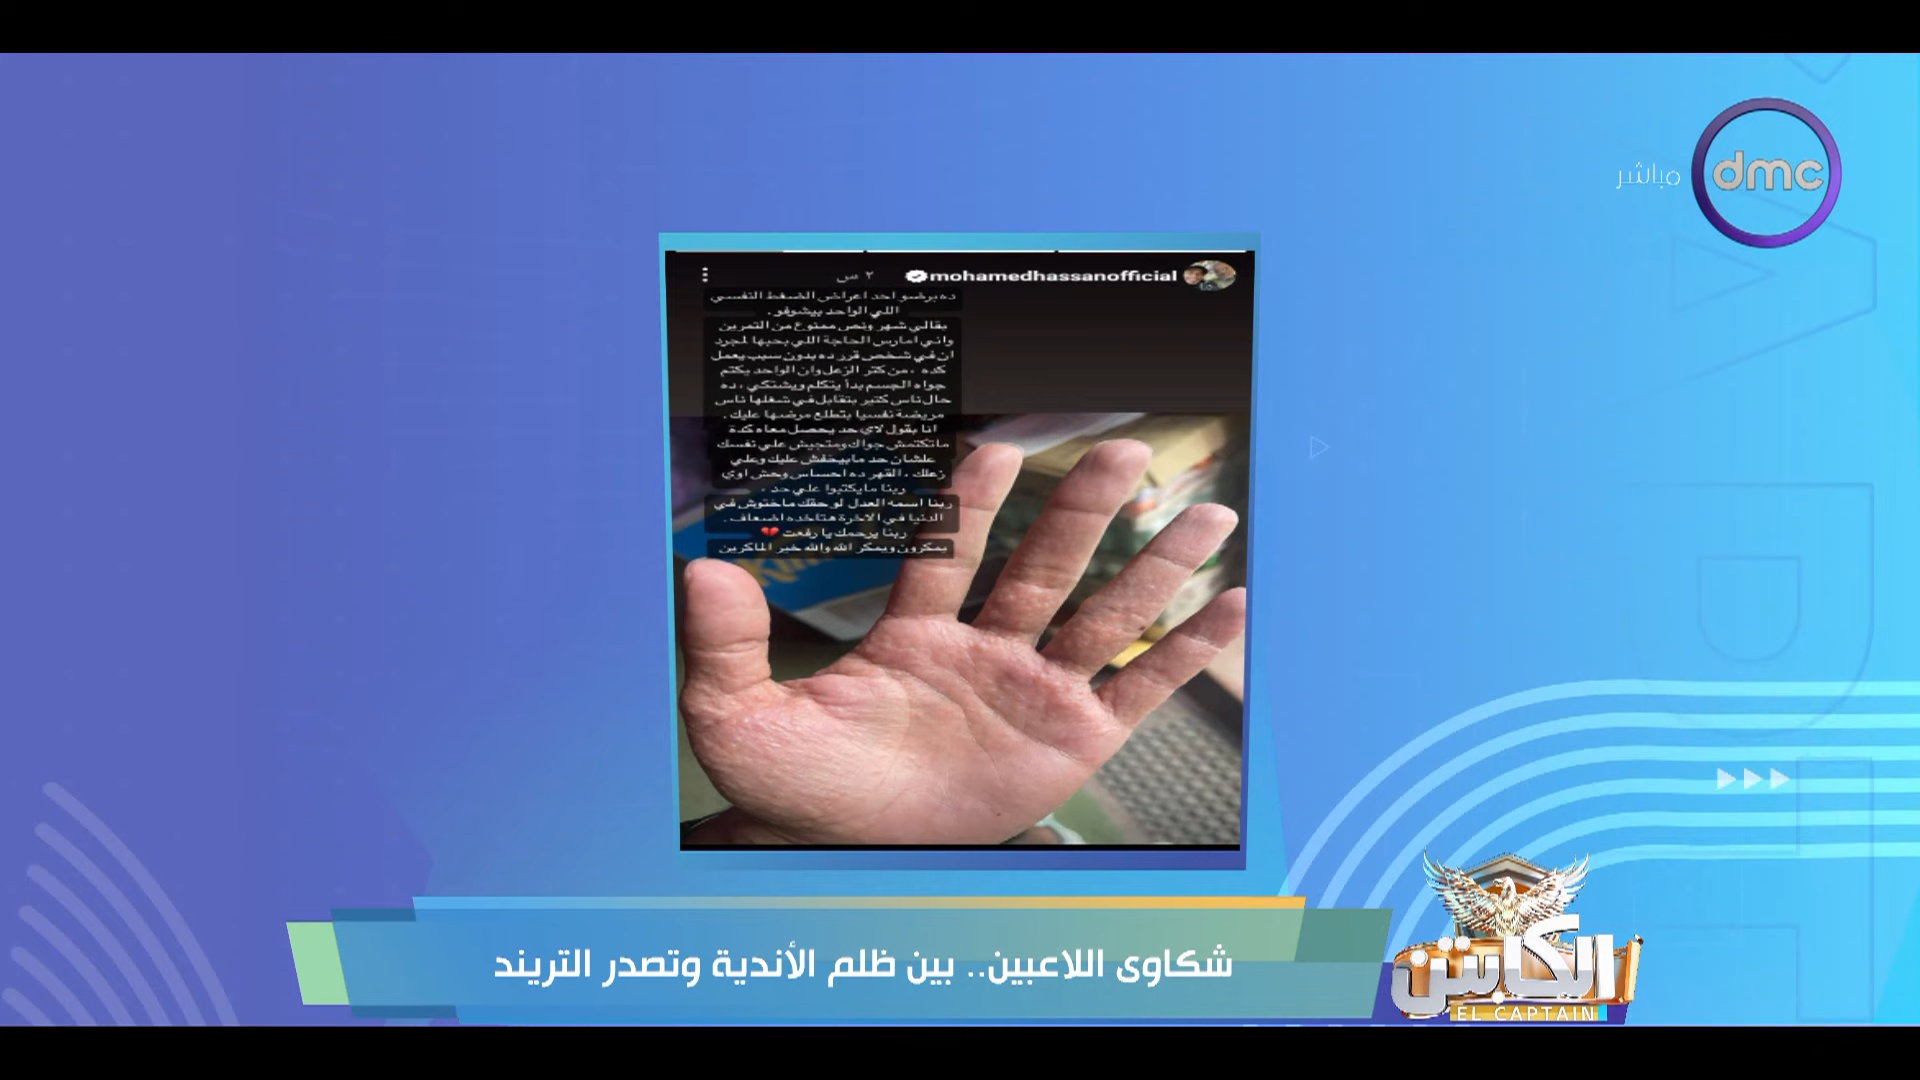 مباشر
dmc
mohamedhassanofficial
٢ س
ده برضو احد اعراض الضغط النفسي
اللي الواحد بيشوفو .
بقالي شهر ونص ممنوع من التمرين
واني امارس الحاجة اللي بحبها لمجرد
ان في شخص قرر ده بدون سبب يعمل
كده ، من كتر الزعل وان الواحد يكتم
جواه الجسم بدأ يتكلم ويشتكي ، ده
حال ناس كتير بتقابل في شغلها ناس
مريضة نفسيا بتطلع مرضها عليك .
انا بقول لاي حد يحصل معاه كدة
ماتكتمش جواك ومتجيش علي نفسك
علشان حد مابيخفش عليك وعلي
زعلك ، القهر ده احساس وحش اوي
ربنا مايكتبوا علي حد ،
ربنا اسمه العدل لو حقك ماخدتوش في
الدنيا في الاخرة هتاخده اضعاف .
ربنا يرحمك يا رفعت 💔
يمكرون ويمكر الله والله خير الماكرين
شكاوى اللاعبين.. بين ظلم الأندية وتصدر التريند
الكابتن
EL CAPTAIN